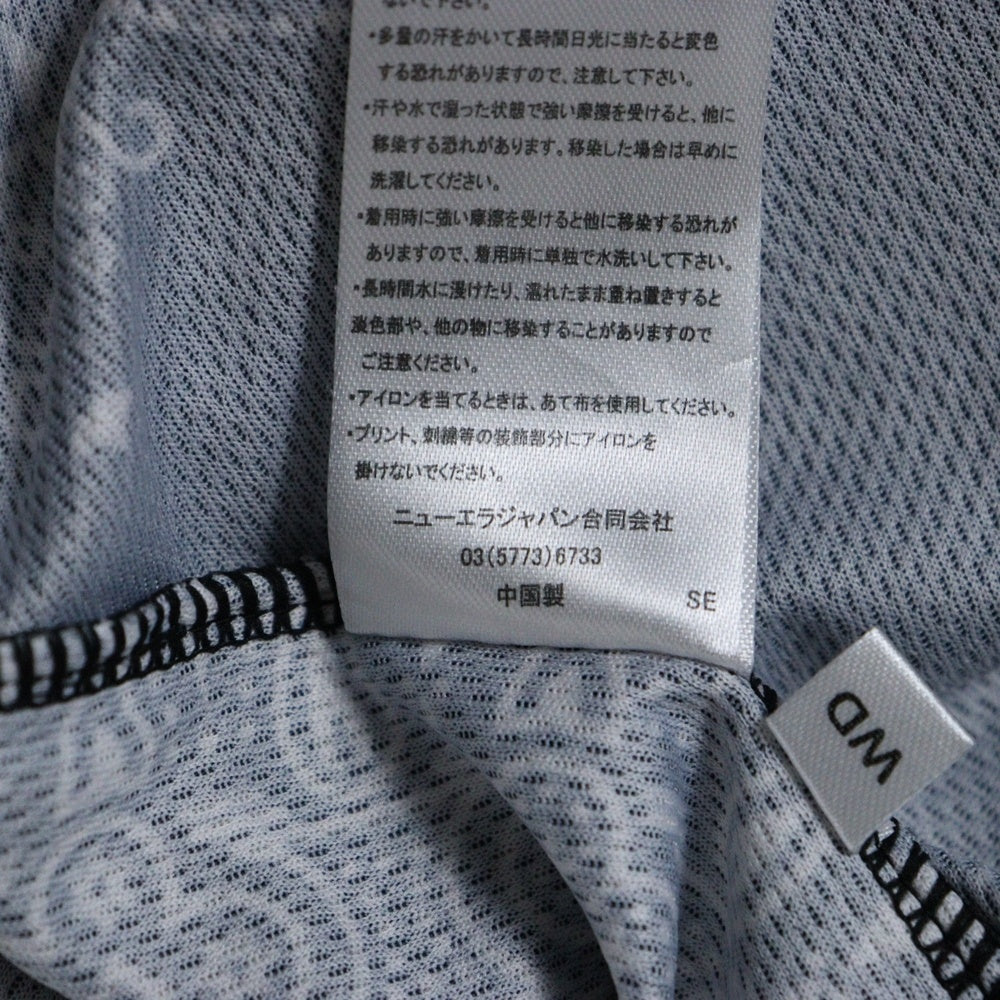 ないで下さい。
・多量の汗をかいて長時間日光に当たると変色
する恐れがありますので、注意して下さい。
・汗や水で湿った状態で強い摩擦を受けると、他に
移染する恐れがあります。移染した場合は早めに
洗濯してください。
・着用時に強い摩擦を受けると他に移染する恐れが
ありますので、着用時に単独で水洗いして下さい。
・長時間水に浸けたり、濡れたまま重ね置きすると
淡色部や、他の物に移染することがありますので
ご注意ください。
・アイロンを当てるときは、あて布を使用してください。
・プリント、刺繍等の装飾部分にアイロンを
掛けないでください。
ニューエラジャパン合同会社
03(5773)6733
中国製 SE
WD